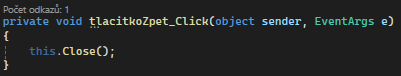 Počet odkazů: 1
private void tlacitkoZpet_Click(object sender, EventArgs e)
{
    this.Close();
}